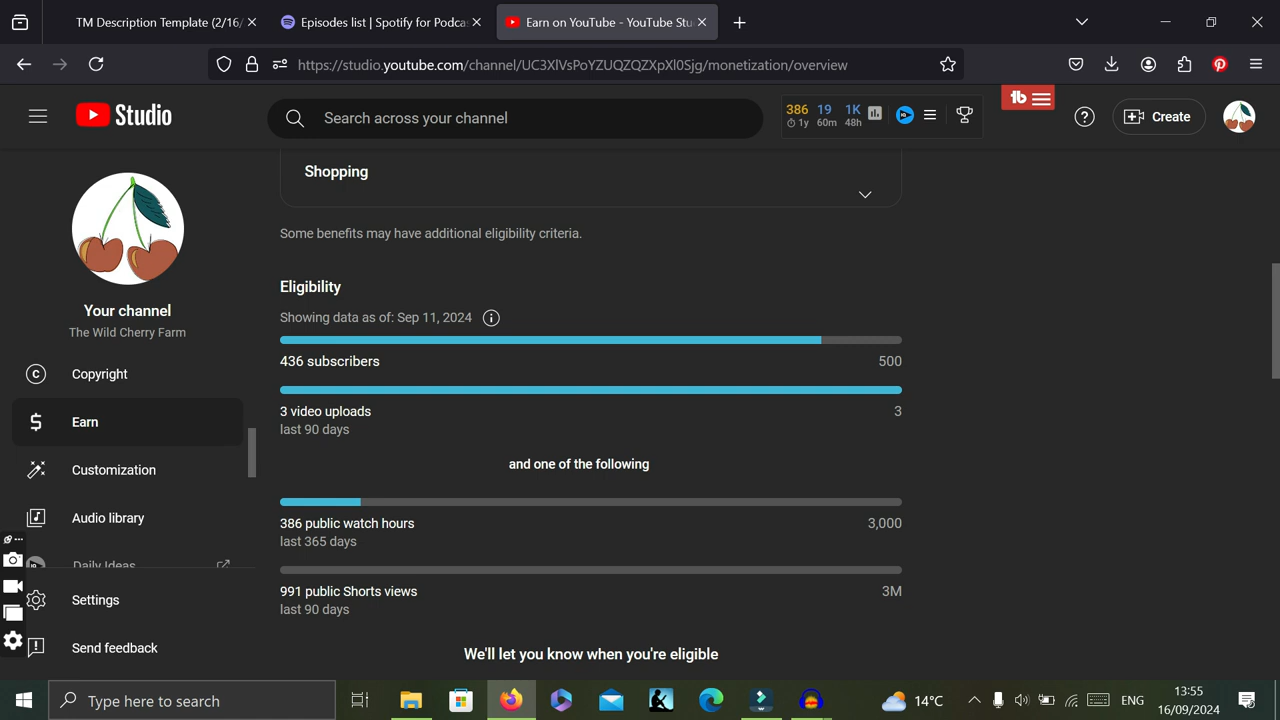 TM Description Template (2/16/
Episodes list | Spotify for Podcas
Earn on YouTube - YouTube Stu
https://studio.youtube.com/channel/UC3XlVsPoYZUQZQZXpXl0Sjg/monetization/overview
Studio
Search across your channel
386 19 1K
1y 60m 48h
Create
Your channel
The Wild Cherry Farm
Copyright
Earn
Customization
Audio library
Daily Ideas
Settings
Send feedback
Shopping
Some benefits may have additional eligibility criteria.
Eligibility
Showing data as of: Sep 11, 2024
436 subscribers 500
3 video uploads 3
last 90 days
and one of the following
386 public watch hours 3,000
last 365 days
991 public Shorts views 3M
last 90 days
We'll let you know when you're eligible
Type here to search
14°C
ENG
13:55
16/09/2024